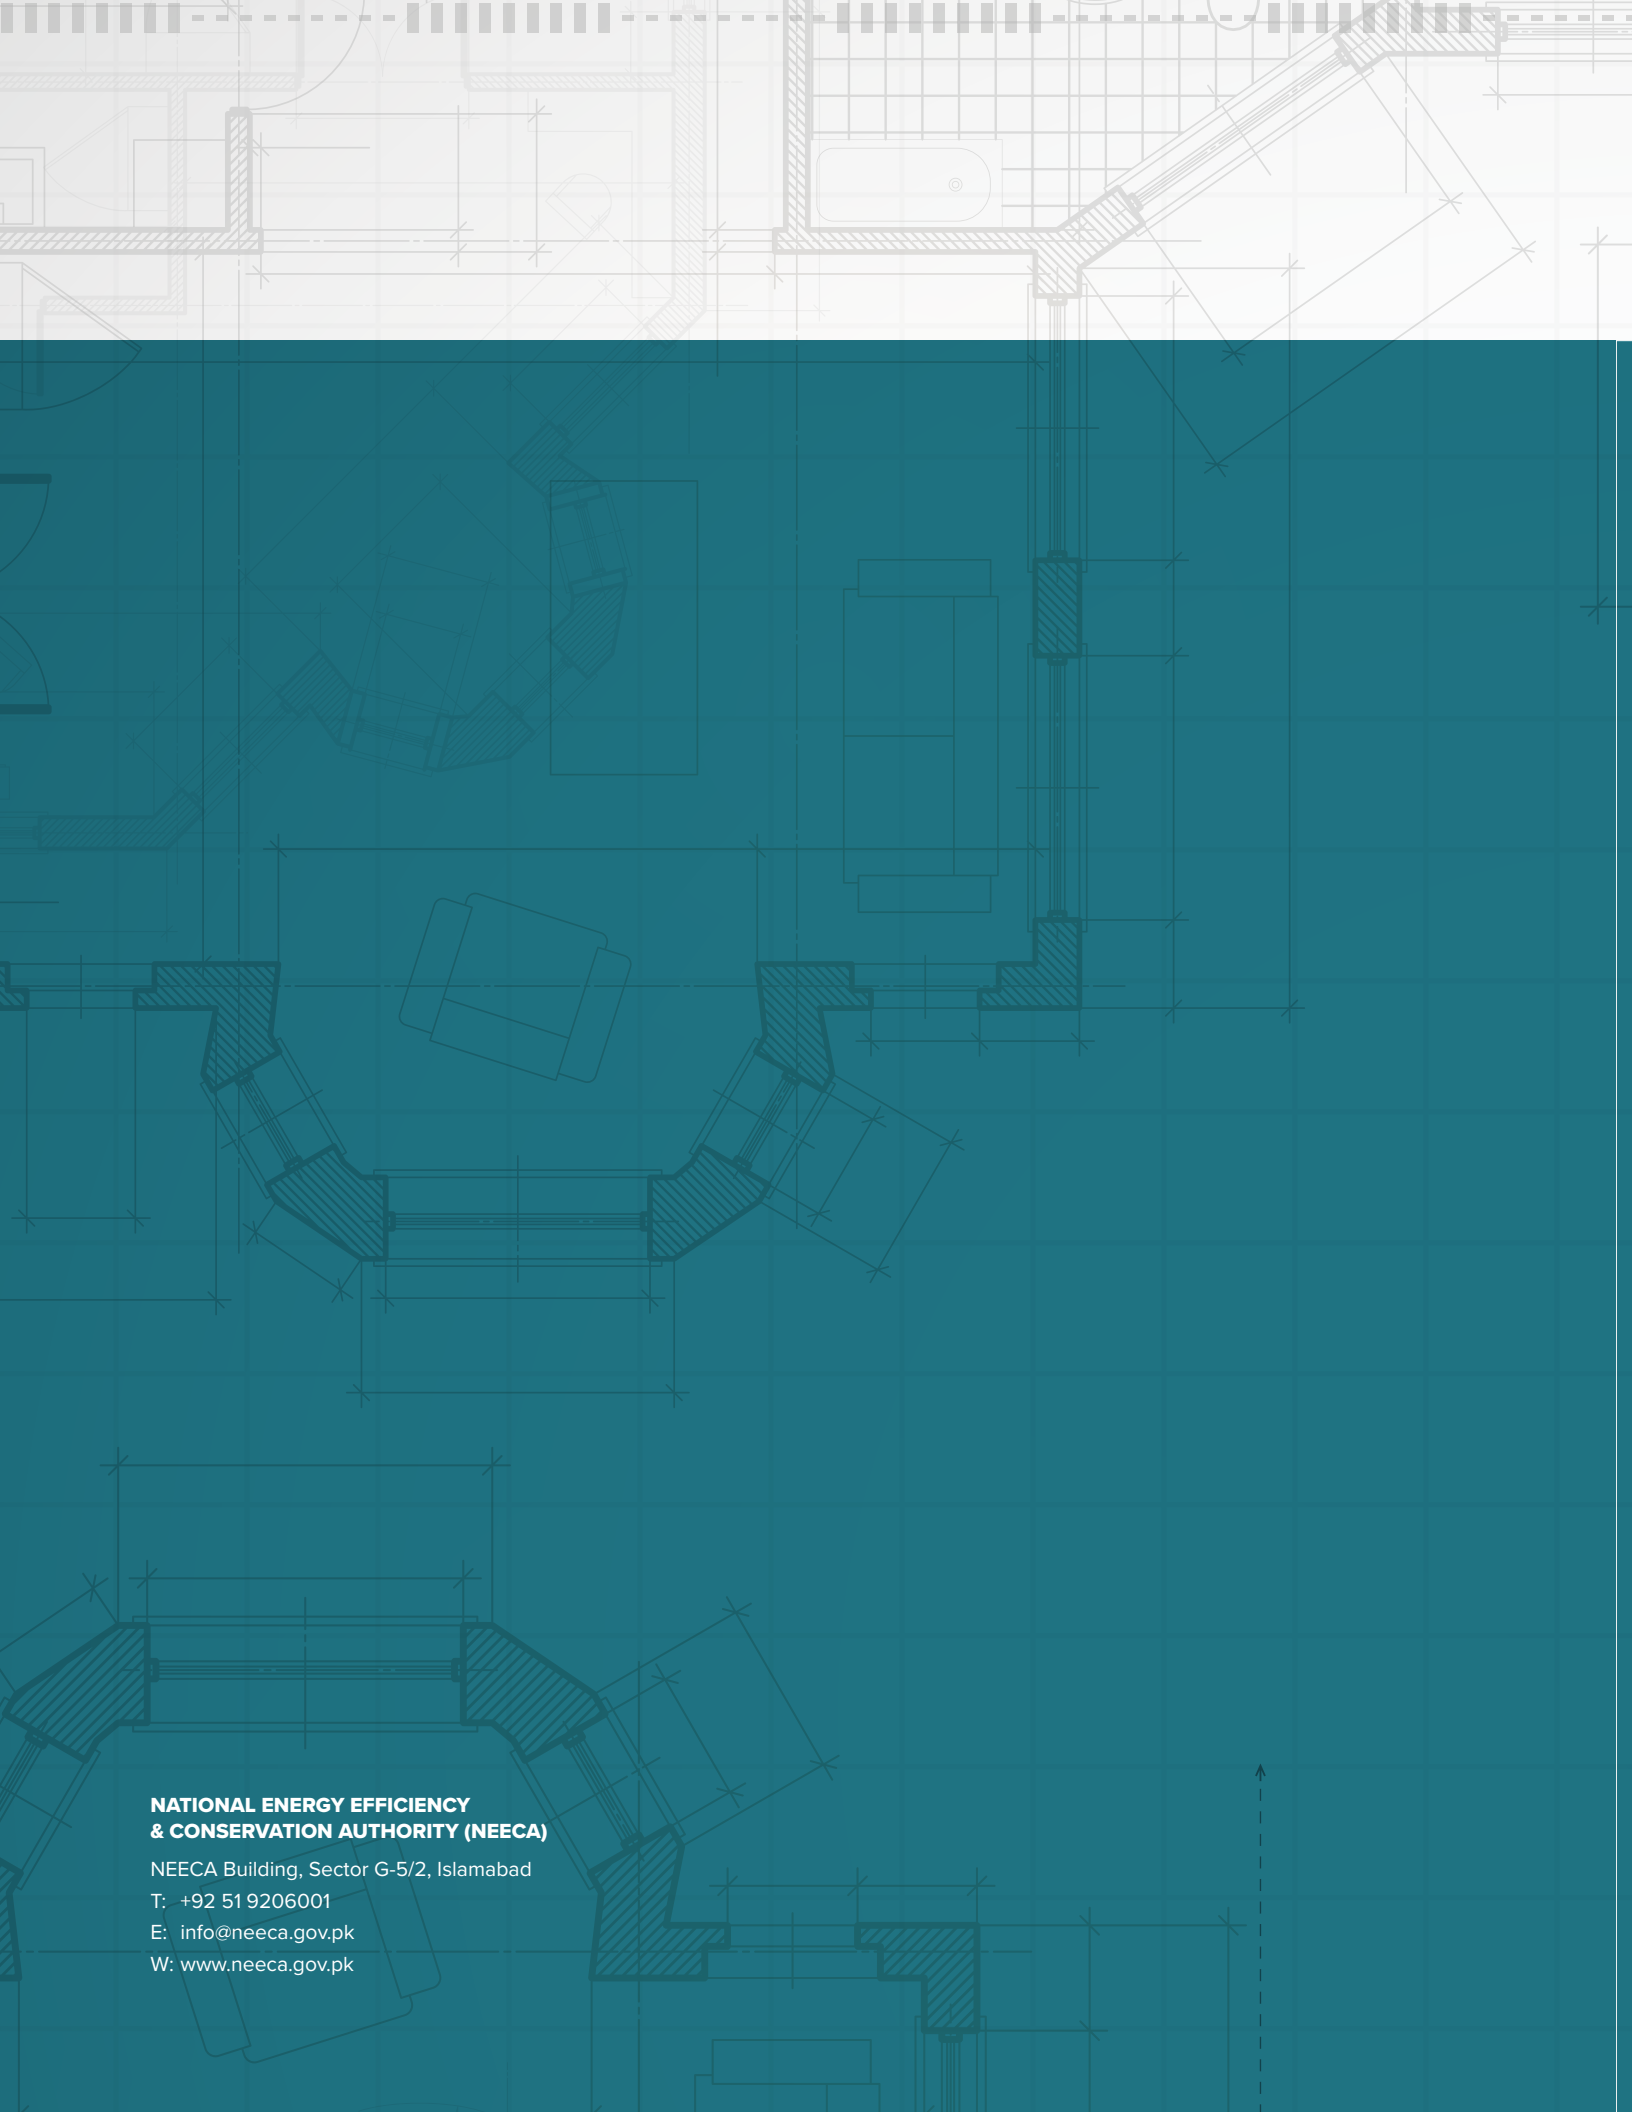 NATIONAL ENERGY EFFICIENCY
& CONSERVATION AUTHORITY (NEECA)
NEECA Building, Sector G-5/2, Islamabad
T: +92 51 9206001
E: info@neeca.gov.pk
W: www.neeca.gov.pk